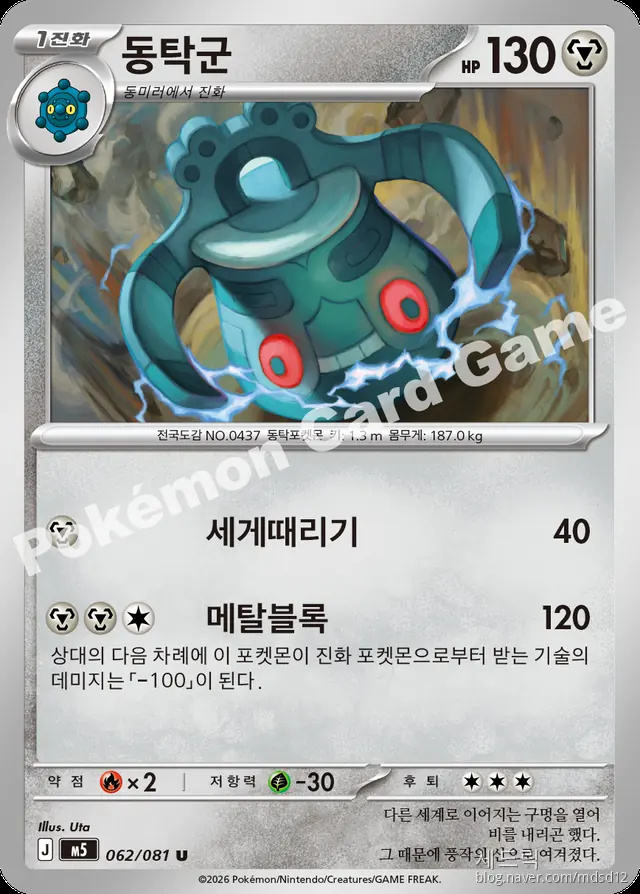 1진화
동탁군
HP 130
동미러에서 진화
전국도감 NO.0437 동탁포켓몬 키: 1.3 m 몸무게: 187.0 kg
Pokémon Card Game
세게때리기 40
메탈블록 120
상대의 다음 차례에 이 포켓몬이 진화 포켓몬으로부터 받는 기술의
데미지는 「-100」이 된다.
약점 ×2 저항력 -30 후퇴
Illus. Uta
J m5 062/081 U
다른 세계로 이어지는 구멍을 열어
비를 내리곤 했다.
그 때문에 풍작의 신으로 여겨졌다.
세드릭
blog.naver.com/mdsd12
©2026 Pokémon/Nintendo/Creatures/GAME FREAK.